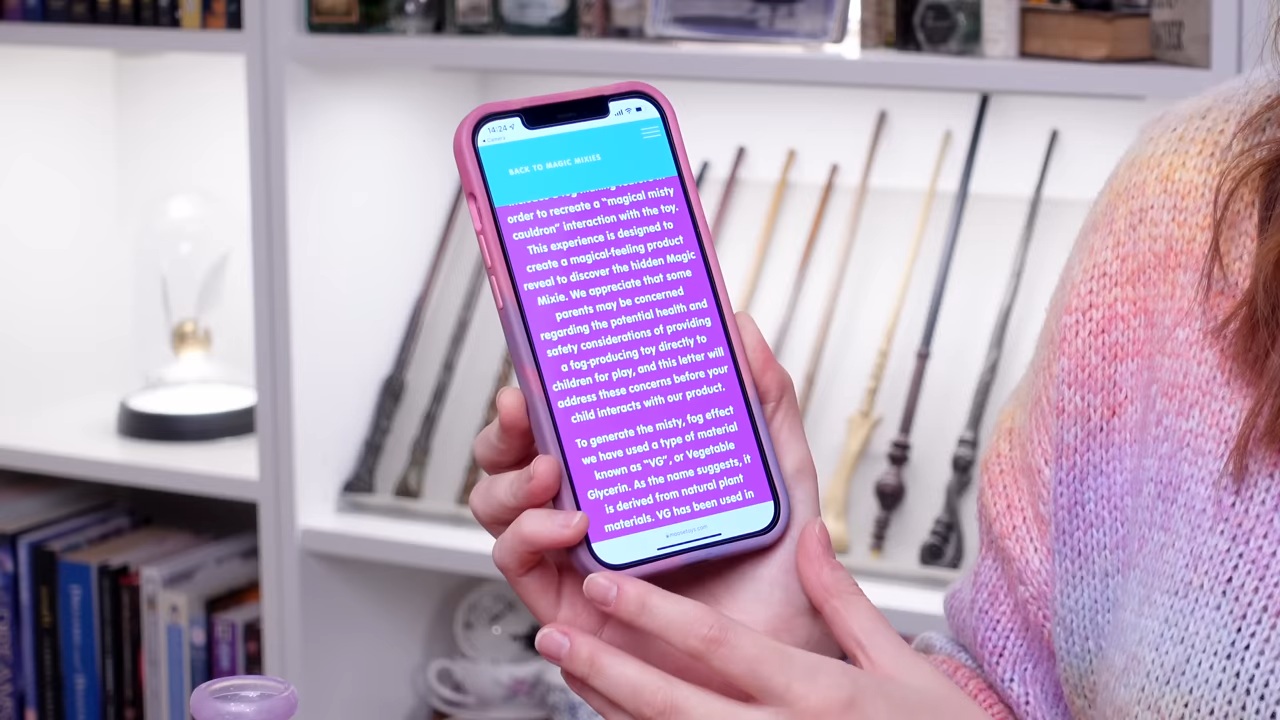 14:24
Camera
BACK TO MAGIC MIXIES
order to recreate a "magical misty
cauldron" interaction with the toy.
This experience is designed to
create a magical-feeling product
reveal to discover the hidden Magic
Mixie. We appreciate that some
parents may be concerned
regarding the potential health and
safety considerations of providing
a fog-producing toy directly to
children for play, and this letter will
address these concerns before your
child interacts with our product.
To generate the misty, fog effect
we have used a type of material
known as "VG", or Vegetable
Glycerin. As the name suggests, it
is derived from natural plant
materials. VG has been used in